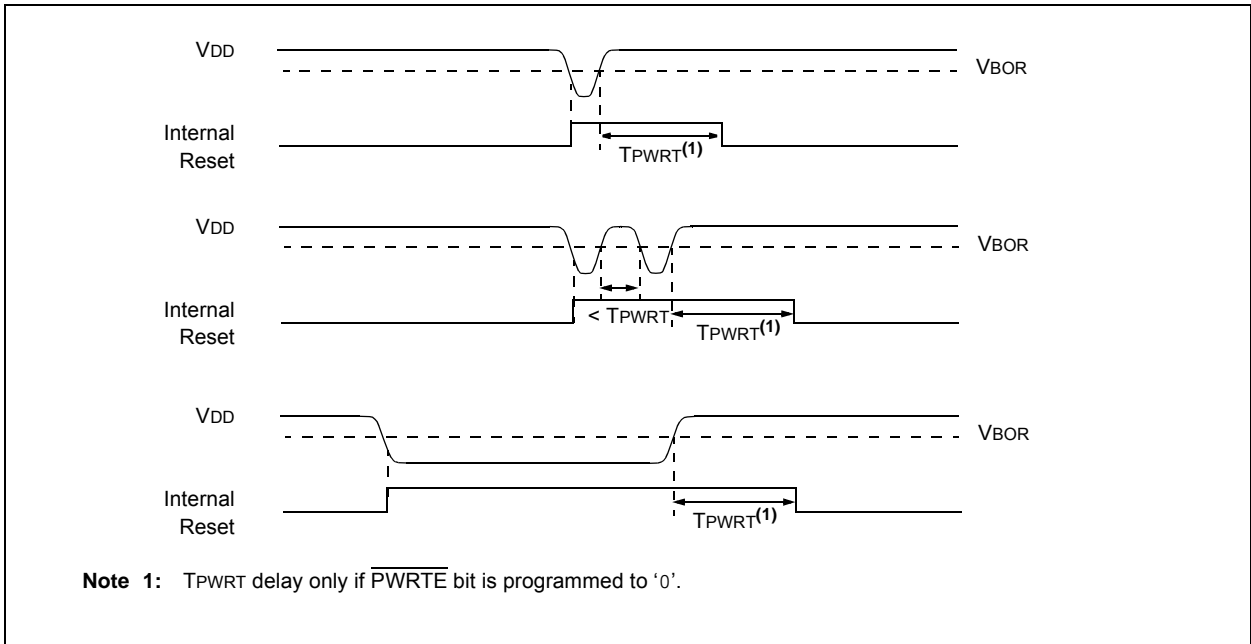 VDD
VBOR
Internal
Reset
TPWRT(1)
VDD
VBOR
Internal
Reset
< TPWRT
TPWRT(1)
VDD
VBOR
Internal
Reset
TPWRT(1)
Note 1: TPWRT delay only if PWRTE bit is programmed to ‘0’.